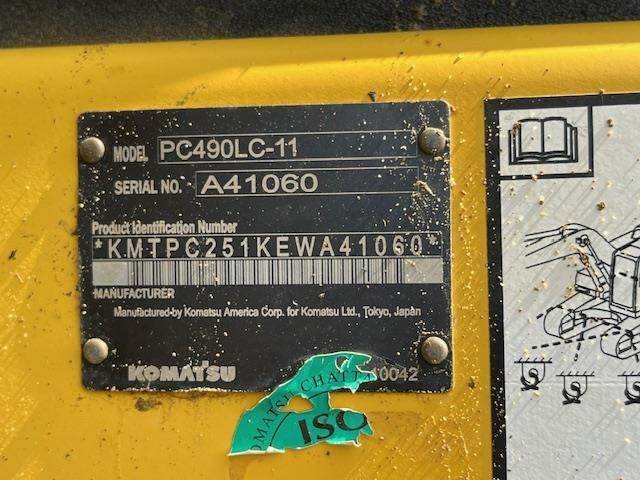 MODEL PC490LC-11
SERIAL NO. A41060
Product Identification Number
*KMTPC251KEWA41060*
MANUFACTURER
Manufactured by Komatsu America Corp. for Komatsu Ltd., Tokyo, Japan
KOMATSU
0042
ISO